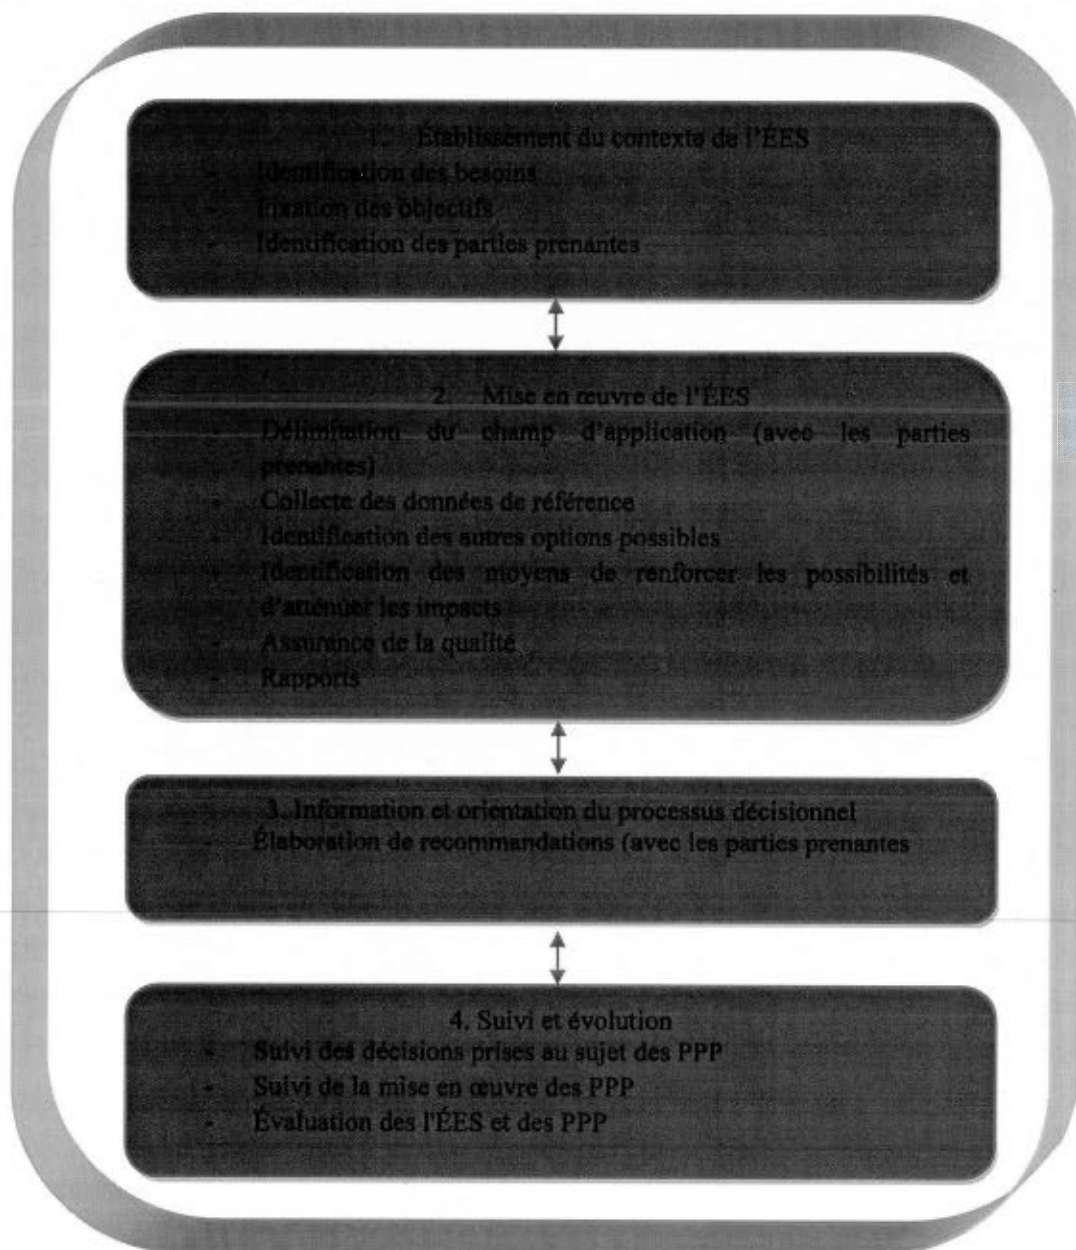 1. Établissement du contexte de l'ÉES
- Identification des besoins
- Fixation des objectifs
- Identification des parties prenantes
2. Mise en œuvre de l'ÉES
- Délimitation du champ d'application (avec les parties
prenantes)
- Collecte des données de référence
- Identification des autres options possibles
- Identification des moyens de renforcer les possibilités et
d'atténuer les impacts
- Assurance de la qualité
- Rapports
3. Information et orientation du processus décisionnel
- Élaboration de recommandations (avec les parties prenantes
4. Suivi et évolution
- Suivi des décisions prises au sujet des PPP
- Suivi de la mise en œuvre des PPP
- Évaluation des l'ÉES et des PPP